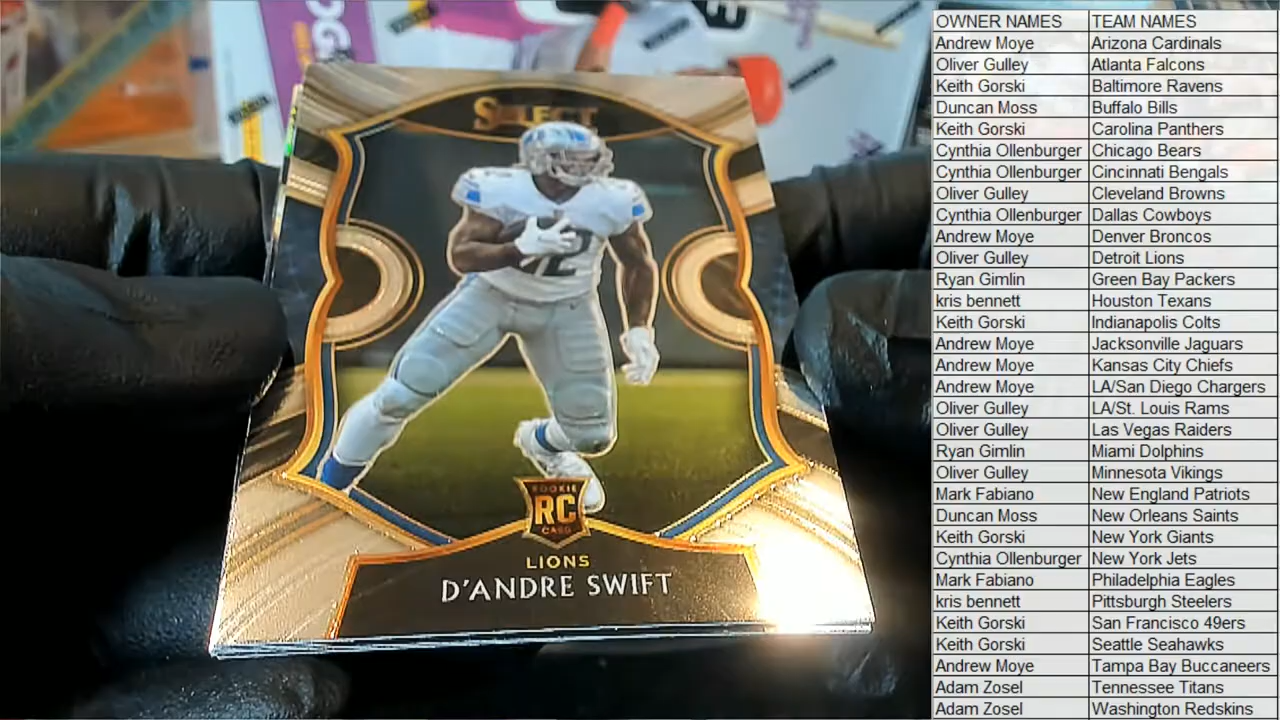 SELECT
ROOKIE
RC
CARD
LIONS
D'ANDRE SWIFT
OWNER NAMES TEAM NAMES
Andrew Moye Arizona Cardinals
Oliver Gulley Atlanta Falcons
Keith Gorski Baltimore Ravens
Duncan Moss Buffalo Bills
Keith Gorski Carolina Panthers
Cynthia Ollenburger Chicago Bears
Cynthia Ollenburger Cincinnati Bengals
Oliver Gulley Cleveland Browns
Cynthia Ollenburger Dallas Cowboys
Andrew Moye Denver Broncos
Oliver Gulley Detroit Lions
Ryan Gimlin Green Bay Packers
kris bennett Houston Texans
Keith Gorski Indianapolis Colts
Andrew Moye Jacksonville Jaguars
Andrew Moye Kansas City Chiefs
Andrew Moye LA/San Diego Chargers
Oliver Gulley LA/St. Louis Rams
Oliver Gulley Las Vegas Raiders
Ryan Gimlin Miami Dolphins
Oliver Gulley Minnesota Vikings
Mark Fabiano New England Patriots
Duncan Moss New Orleans Saints
Keith Gorski New York Giants
Cynthia Ollenburger New York Jets
Mark Fabiano Philadelphia Eagles
kris bennett Pittsburgh Steelers
Keith Gorski San Francisco 49ers
Keith Gorski Seattle Seahawks
Andrew Moye Tampa Bay Buccaneers
Adam Zosel Tennessee Titans
Adam Zosel Washington Redskins